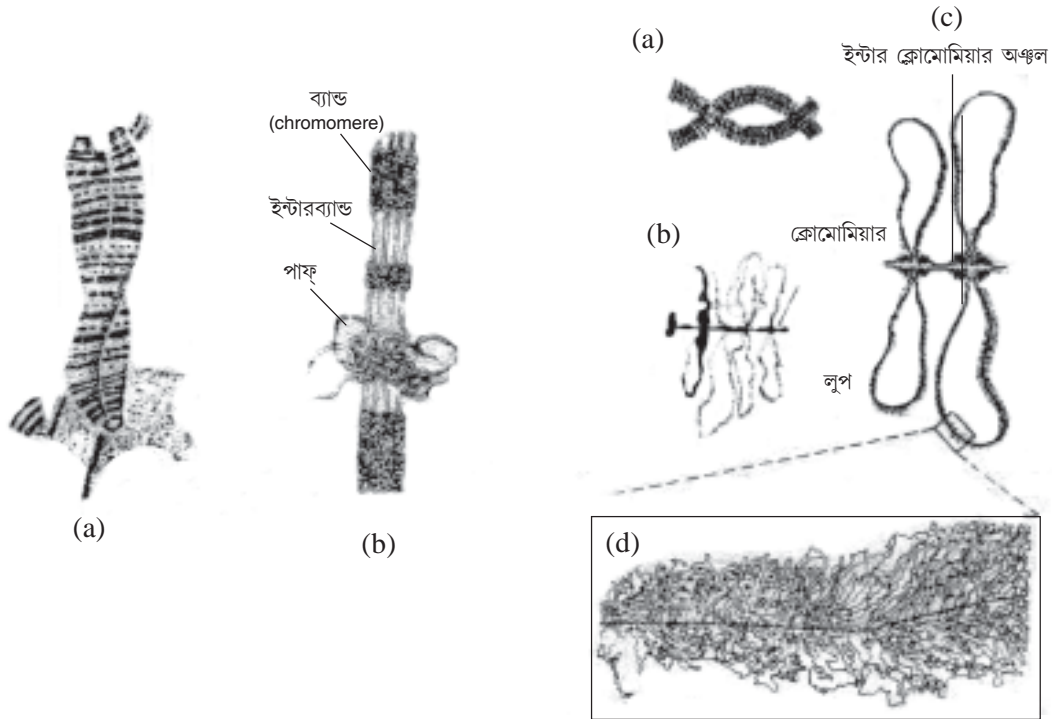 ব্যান্ড
(chromomere)
ইন্টারব্যান্ড
পাফ্
(a)
(b)
(a)
(b)
(c)
ইন্টার ক্লোমোমিয়ার অঞ্চল
ক্লোমোমিয়ার
লুপ
(d)